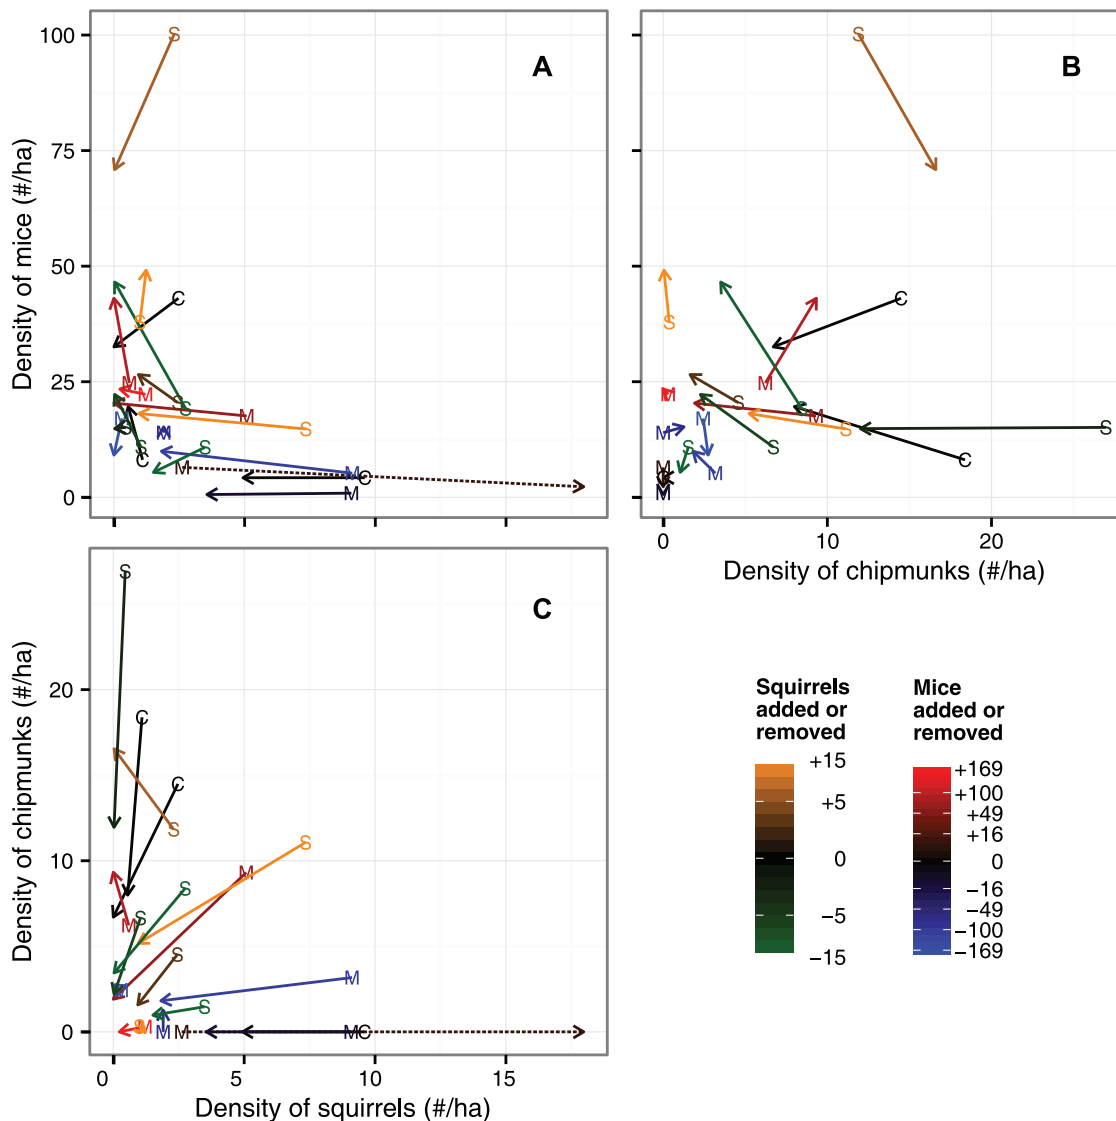 A
B
Density of mice (#/ha)
100
75
50
25
0
S
C
S
M
M
S
S
M
S
S
M
C
S
S
M
M
M
C
M
S
S
C
M
M
S
S
M
S
S
M
M
S
C
S
M
M
C
M
0
10
20
Density of chipmunks (#/ha)
C
Density of chipmunks (#/ha)
20
10
0
S
C
C
S
S
M
S
S
M
S
M
M
S
S
M
M
M
M
C
0
5
10
15
Density of squirrels (#/ha)
Squirrels
added or
removed
+15
+5
0
−5
−15
Mice
added or
removed
+169
+100
+49
+16
0
−16
−49
−100
−169